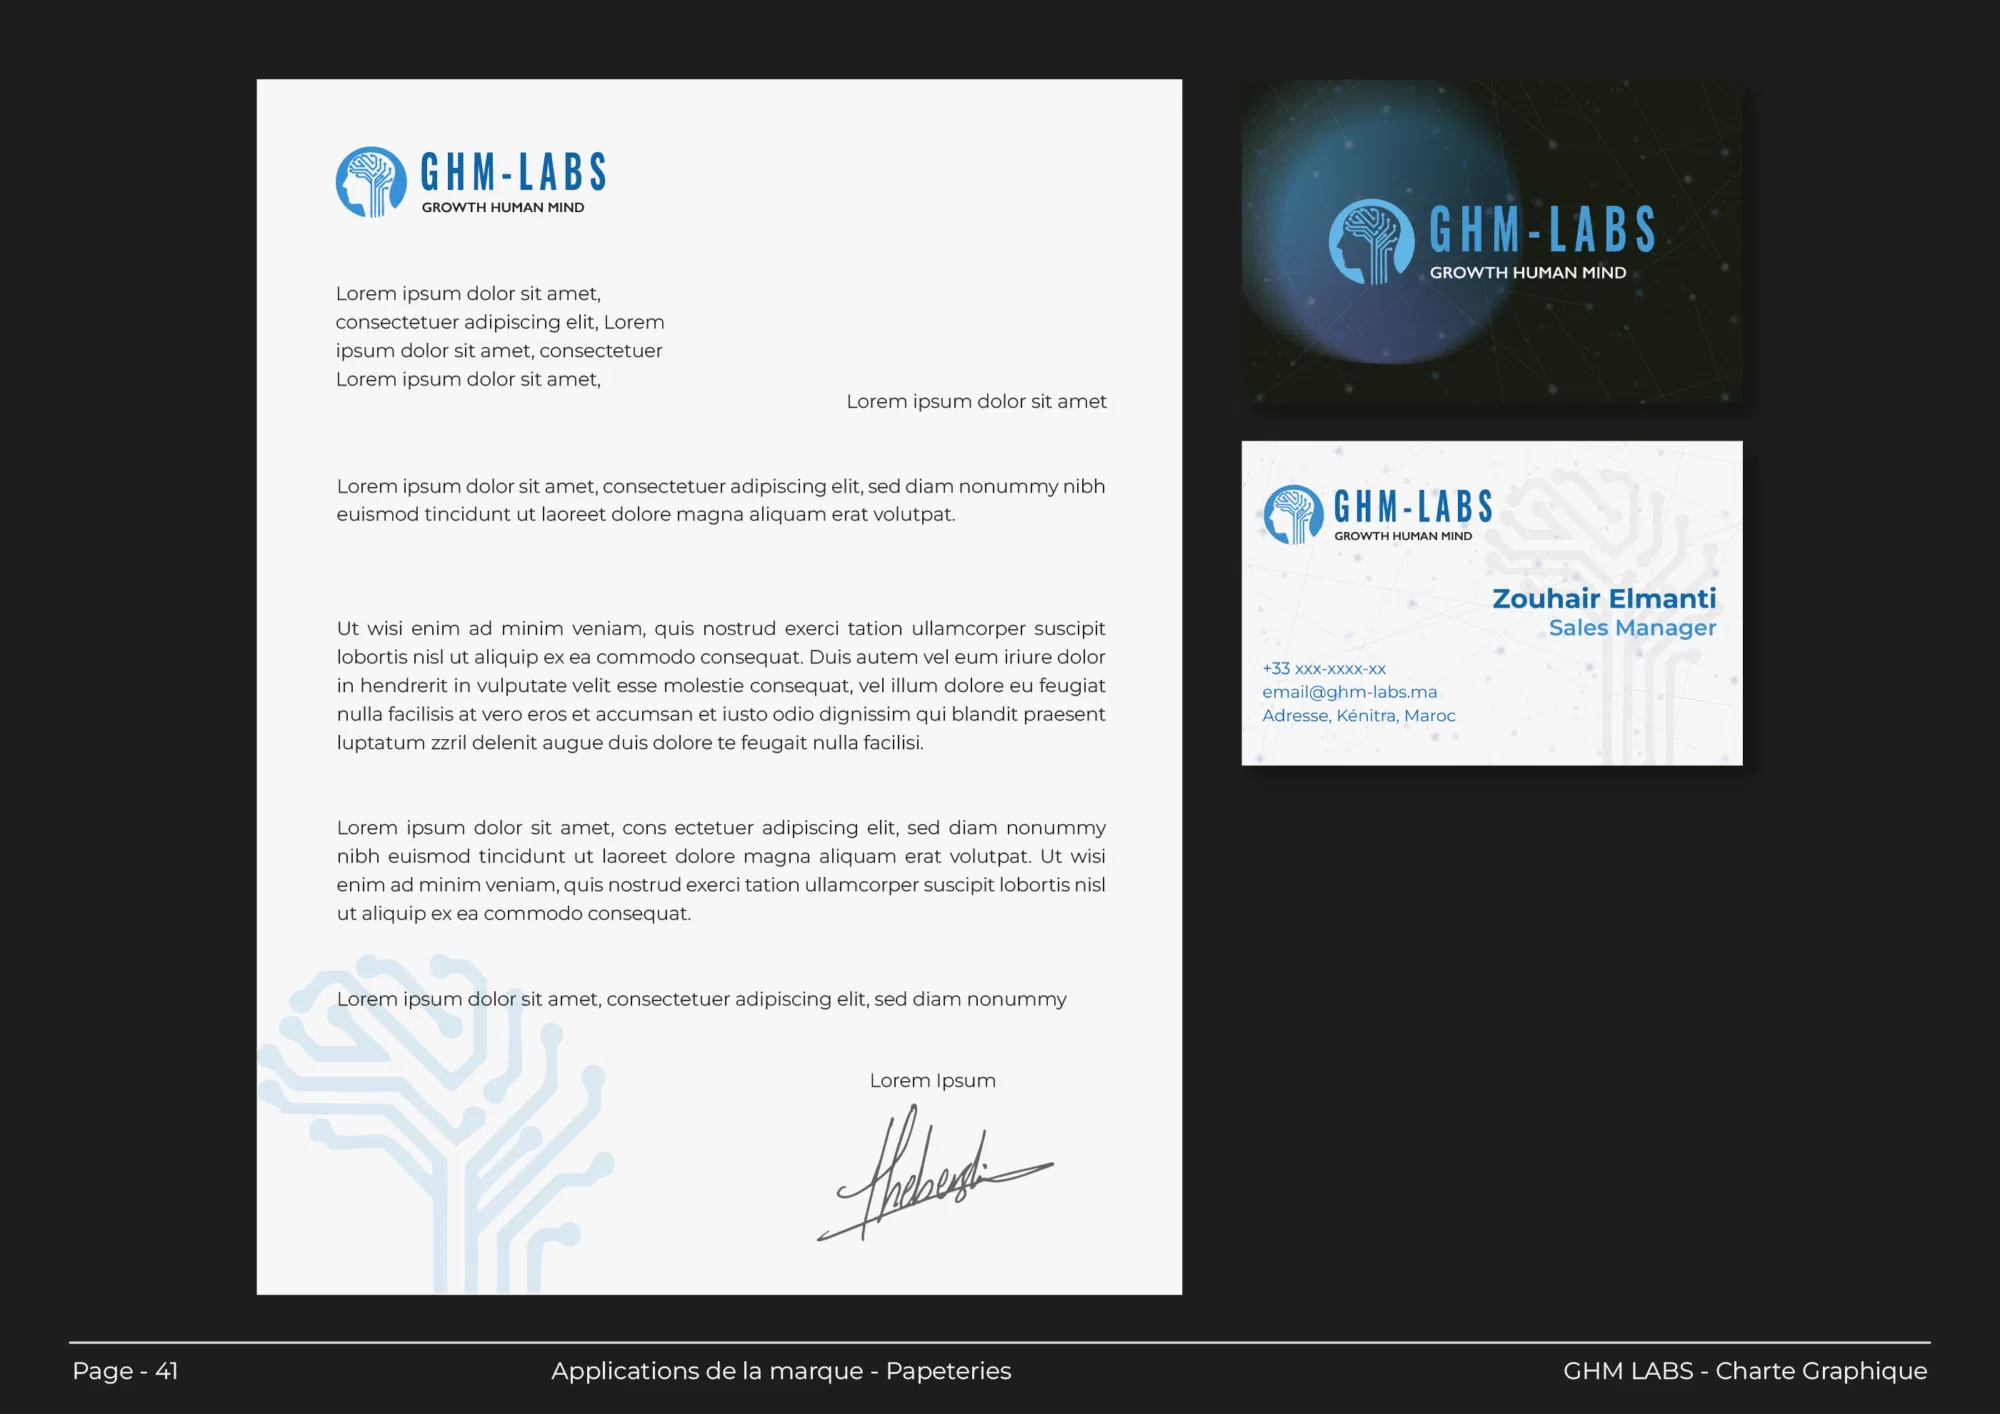 GHM-LABS
GROWTH HUMAN MIND
Lorem ipsum dolor sit amet,
consectetuer adipiscing elit, Lorem
ipsum dolor sit amet, consectetuer
Lorem ipsum dolor sit amet,
Lorem ipsum dolor sit amet
Lorem ipsum dolor sit amet, consectetuer adipiscing elit, sed diam nonummy nibh
euismod tincidunt ut laoreet dolore magna aliquam erat volutpat.
Ut wisi enim ad minim veniam, quis nostrud exerci tation ullamcorper suscipit
lobortis nisl ut aliquip ex ea commodo consequat. Duis autem vel eum iriure dolor
in hendrerit in vulputate velit esse molestie consequat, vel illum dolore eu feugiat
nulla facilisis at vero eros et accumsan et iusto odio dignissim qui blandit praesent
luptatum zzril delenit augue duis dolore te feugait nulla facilisi.
Lorem ipsum dolor sit amet, cons ectetuer adipiscing elit, sed diam nonummy
nibh euismod tincidunt ut laoreet dolore magna aliquam erat volutpat. Ut wisi
enim ad minim veniam, quis nostrud exerci tation ullamcorper suscipit lobortis nisl
ut aliquip ex ea commodo consequat.
Lorem ipsum dolor sit amet, consectetuer adipiscing elit, sed diam nonummy
Lorem Ipsum
GHM-LABS
GROWTH HUMAN MIND
GHM-LABS
GROWTH HUMAN MIND
Zouhair Elmanti
Sales Manager
+33 xxx-xxxx-xx
email@ghm-labs.ma
Adresse, Kénitra, Maroc
Page - 41
Applications de la marque - Papeteries
GHM LABS - Charte Graphique